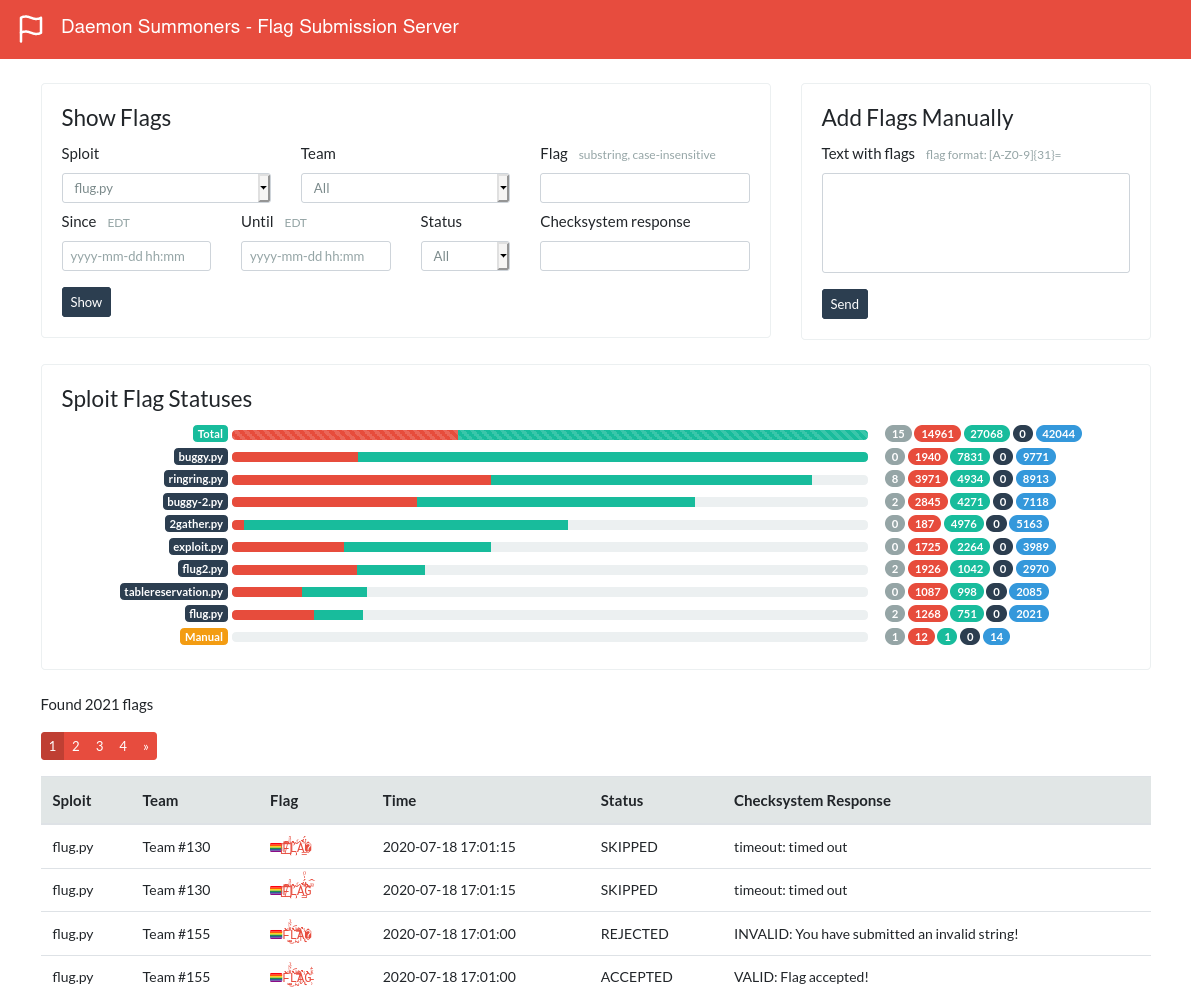 Daemon Summoners - Flag Submission Server
Show Flags
Sploit
Team
Flag substring, case-insensitive
flug.py
All
Since EDT
Until EDT
Status
Checksystem response
yyyy-mm-dd hh:mm
yyyy-mm-dd hh:mm
All
Show
Add Flags Manually
Text with flags flag format: [A-Z0-9]{31}=
Send
Sploit Flag Statuses
Total 15 14961 27068 0 42044
buggy.py 0 1940 7831 0 9771
ringring.py 8 3971 4934 0 8913
buggy-2.py 2 2845 4271 0 7118
2gather.py 0 187 4976 0 5163
exploit.py 0 1725 2264 0 3989
flug2.py 2 1926 1042 0 2970
tablereservation.py 0 1087 998 0 2085
flug.py 2 1268 751 0 2021
Manual 1 12 1 0 14
Found 2021 flags
1 2 3 4 »
Sploit Team Flag Time Status Checksystem Response
flug.py Team #130 2020-07-18 17:01:15 SKIPPED timeout: timed out
flug.py Team #130 FLAG 2020-07-18 17:01:15 SKIPPED timeout: timed out
flug.py Team #155 2020-07-18 17:01:00 REJECTED INVALID: You have submitted an invalid string!
flug.py Team #155 FLAG 2020-07-18 17:01:00 ACCEPTED VALID: Flag accepted!